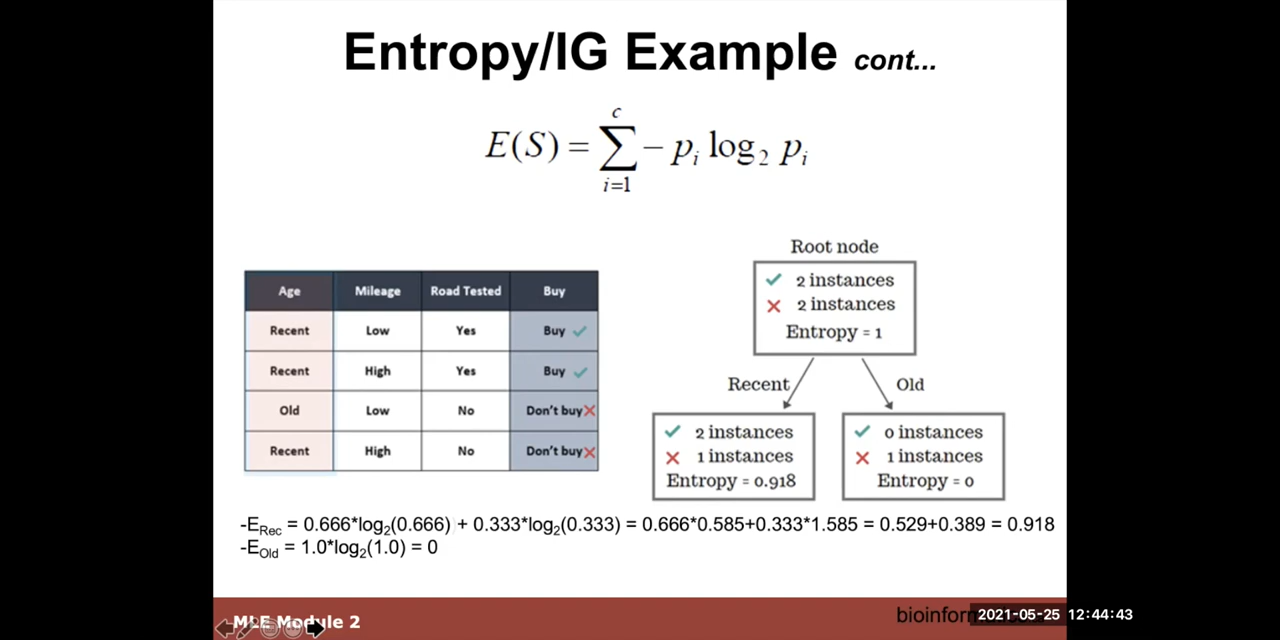 Entropy/IG Example cont...
E(S) = ∑ − pᵢ log₂ pᵢ
c
i=1
Age Mileage Road Tested Buy
Recent Low Yes Buy ✓
Recent High Yes Buy ✓
Old Low No Don't buy ✗
Recent High No Don't buy ✗
Root node
✓ 2 instances
✗ 2 instances
Entropy = 1
Recent Old
✓ 2 instances
✗ 1 instances
Entropy = 0.918
✓ 0 instances
✗ 1 instances
Entropy = 0
-E_Rec = 0.666*log₂(0.666) + 0.333*log₂(0.333) = 0.666*0.585+0.333*1.585 = 0.529+0.389 = 0.918
-E_Old = 1.0*log₂(1.0) = 0
MLE Module 2
2021-05-25 12:44:43